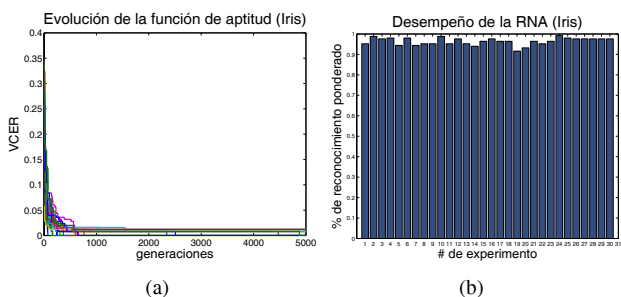 Evolución de la función de aptitud (Iris)
0.4
0.35
0.3
0.25
0.2
0.15
0.1
0.05
0
VCER
0 1000 2000 3000 4000 5000
generaciones
(a)
Desempeño de la RNA (Iris)
1
0.9
0.8
0.7
0.6
0.5
0.4
0.3
0.2
0.1
0
% de reconocimiento ponderado
1 2 3 4 5 6 7 8 9 10 11 12 13 14 15 16 17 18 19 20 21 22 23 24 25 26 27 28 29 30 31
# de experimento
(b)